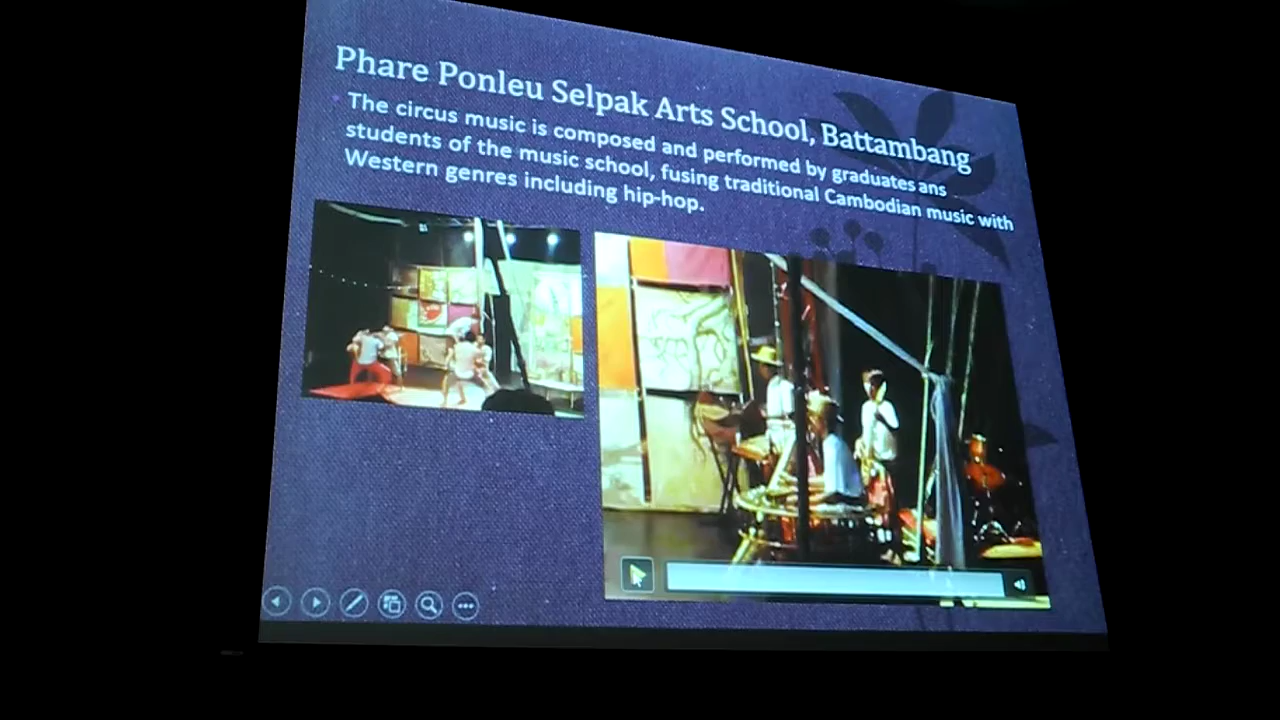 Phare Ponleu Selpak Arts School, Battambang
The circus music is composed and performed by graduates ans
students of the music school, fusing traditional Cambodian music with
Western genres including hip-hop.